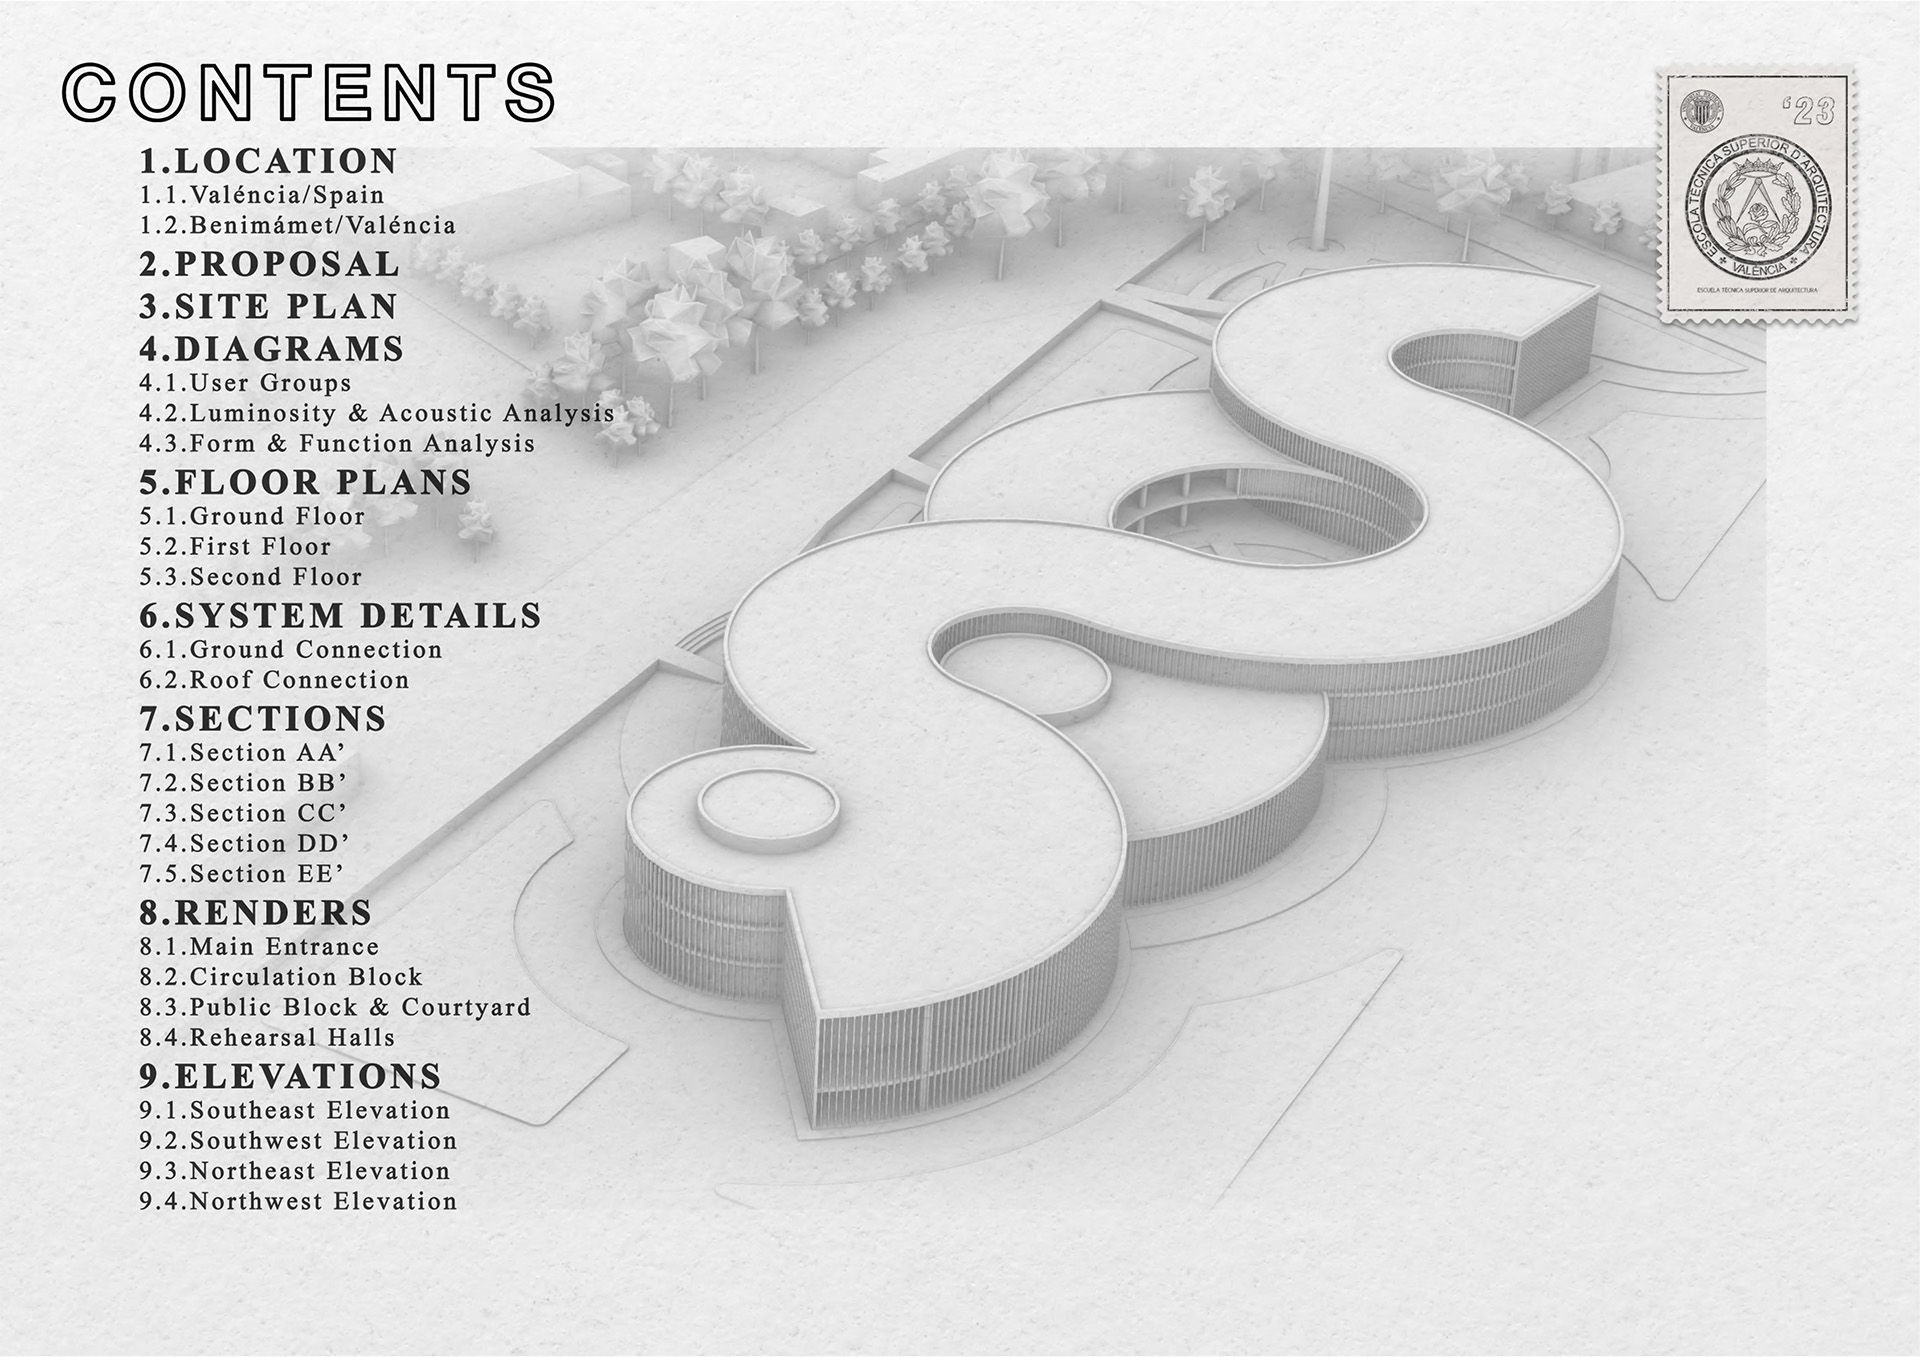 CONTENTS
1.LOCATION
1.1.Valéncia/Spain
1.2.Benimámet/Valéncia
2.PROPOSAL
3.SITE PLAN
4.DIAGRAMS
4.1.User Groups
4.2.Luminosity & Acoustic Analysis
4.3.Form & Function Analysis
5.FLOOR PLANS
5.1.Ground Floor
5.2.First Floor
5.3.Second Floor
6.SYSTEM DETAILS
6.1.Ground Connection
6.2.Roof Connection
7.SECTIONS
7.1.Section AA’
7.2.Section BB’
7.3.Section CC’
7.4.Section DD’
7.5.Section EE’
8.RENDERS
8.1.Main Entrance
8.2.Circulation Block
8.3.Public Block & Courtyard
8.4.Rehearsal Halls
9.ELEVATIONS
9.1.Southeast Elevation
9.2.Southwest Elevation
9.3.Northeast Elevation
9.4.Northwest Elevation
‘23
ESCOLA TÈCNICA SUPERIOR D'ARQUITECTURA
VALÈNCIA
ESCUELA TÉCNICA SUPERIOR DE ARQUITECTURA